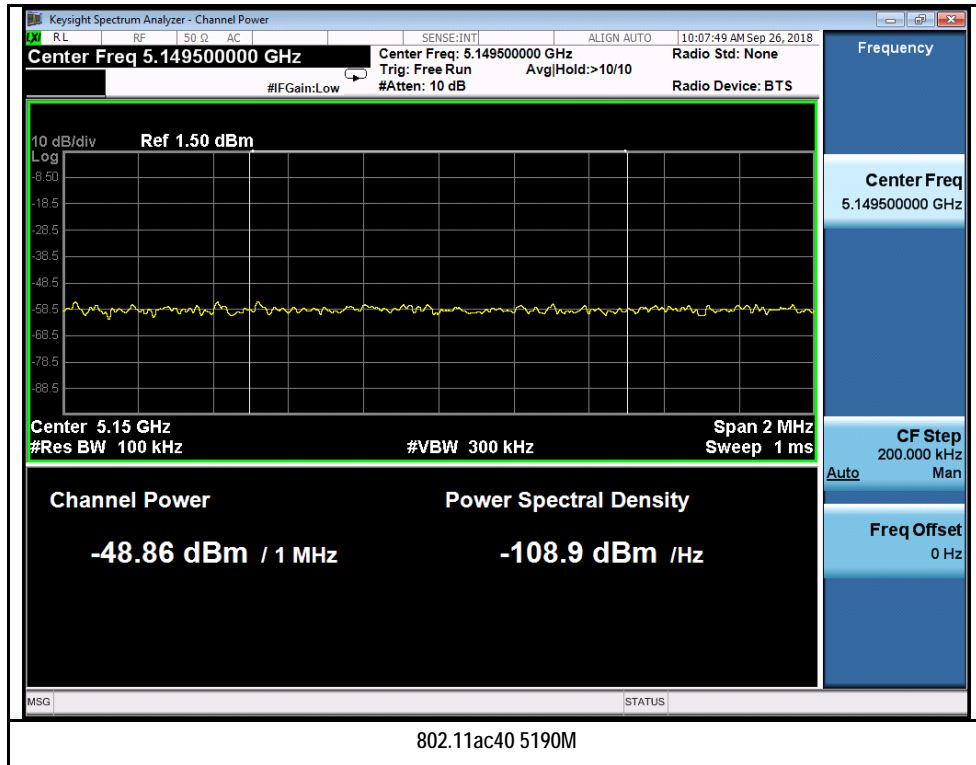 Keysight Spectrum Analyzer - Channel Power
LXI RL RF 50 Ω AC SENSE:INT ALIGN AUTO 10:07:49 AM Sep 26, 2018
Center Freq 5.149500000 GHz
Center Freq: 5.149500000 GHz
Radio Std: None
Trig: Free Run Avg|Hold:>10/10
#IFGain:Low
#Atten: 10 dB
Radio Device: BTS
10 dB/div Ref 1.50 dBm
Log
-8.50
-18.5
-28.5
-38.5
-48.5
-58.5
-68.5
-78.5
-88.5
Center 5.15 GHz Span 2 MHz
#Res BW 100 kHz #VBW 300 kHz Sweep 1 ms
Channel Power Power Spectral Density
-48.86 dBm / 1 MHz -108.9 dBm /Hz
Frequency
Center Freq
5.149500000 GHz
CF Step
200.000 kHz
Auto Man
Freq Offset
0 Hz
MSG STATUS
802.11ac40 5190M